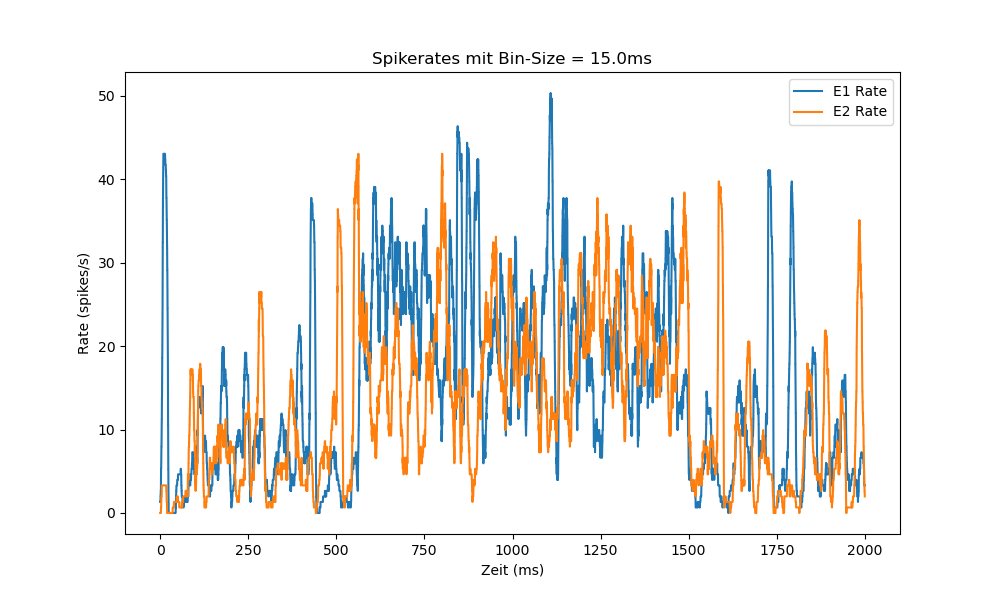 Spikerates mit Bin-Size = 15.0ms
E1 Rate
E2 Rate
50
40
30
20
10
0
Rate (spikes/s)
0 250 500 750 1000 1250 1500 1750 2000
Zeit (ms)